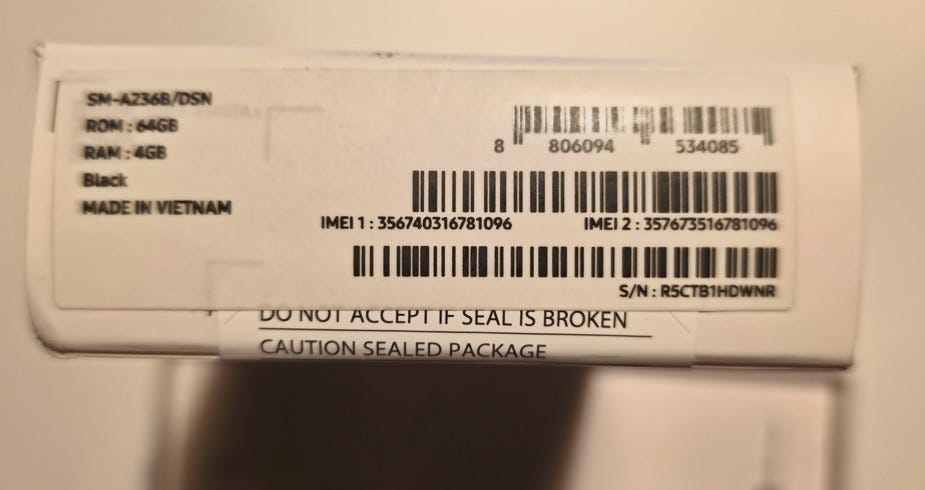 SM-A236B/DSN
ROM : 64GB
RAM : 4GB
Black
MADE IN VIETNAM
8 806094 534085
IMEI 1 : 356740316781096 IMEI 2 : 357673516781096
S/N : R5CTB1HDWNR
DO NOT ACCEPT IF SEAL IS BROKEN
CAUTION SEALED PACKAGE